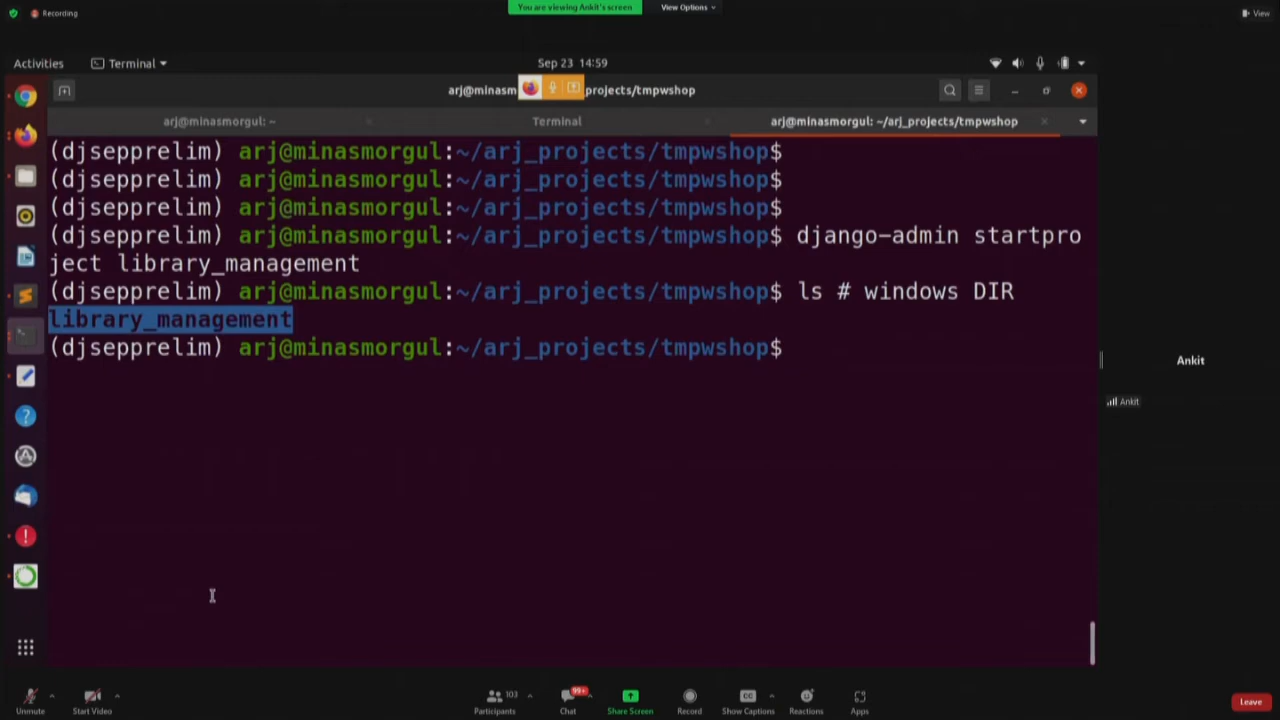 Recording
You are viewing Ankit's screen
View Options
View
Activities
Terminal
Sep 23 14:59
arj@minasm
projects/tmpwshop
arj@minasmorgul: ~
Terminal
arj@minasmorgul: ~/arj_projects/tmpwshop
(djsepprelim) arj@minasmorgul:~/arj_projects/tmpwshop$
(djsepprelim) arj@minasmorgul:~/arj_projects/tmpwshop$
(djsepprelim) arj@minasmorgul:~/arj_projects/tmpwshop$
(djsepprelim) arj@minasmorgul:~/arj_projects/tmpwshop$ django-admin startpro
ject library_management
(djsepprelim) arj@minasmorgul:~/arj_projects/tmpwshop$ ls # windows DIR
library_management
(djsepprelim) arj@minasmorgul:~/arj_projects/tmpwshop$
Ankit
Ankit
103
99+
Unmute
Start Video
Participants
Chat
Share Screen
Record
Show Captions
Reactions
Apps
Leave